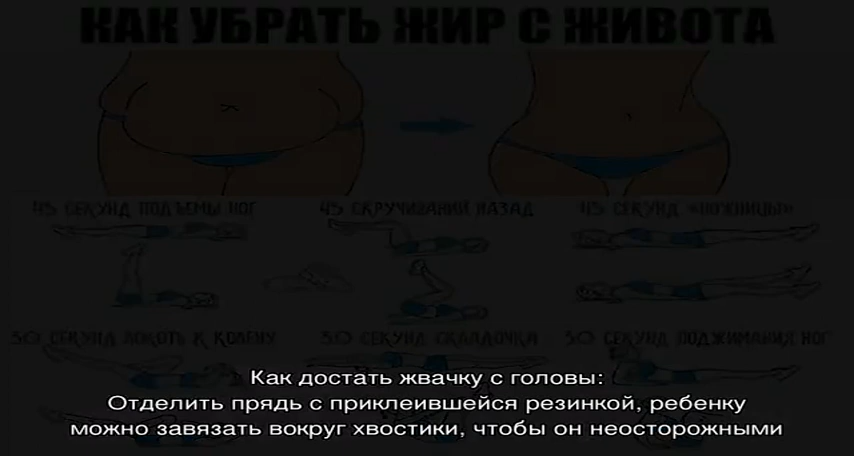 КАК УБРАТЬ ЖИР С ЖИВОТА
45 СЕКУНД ПОДЪЕМЫ НОГ
45 СКРУЧИВАНИЙ НАЗАД
45 СЕКУНД «НОЖНИЦЫ»
30 СЕКУНД ЛОКОТЬ К КОЛЕНУ
30 СЕКУНД СКЛАДОЧКИ
30 СЕКУНД ПОДЖИМАНИЯ НОГ
Как достать жвачку с головы:
Отделить прядь с приклеившейся резинкой, ребенку
можно завязать вокруг хвостики, чтобы он неосторожными